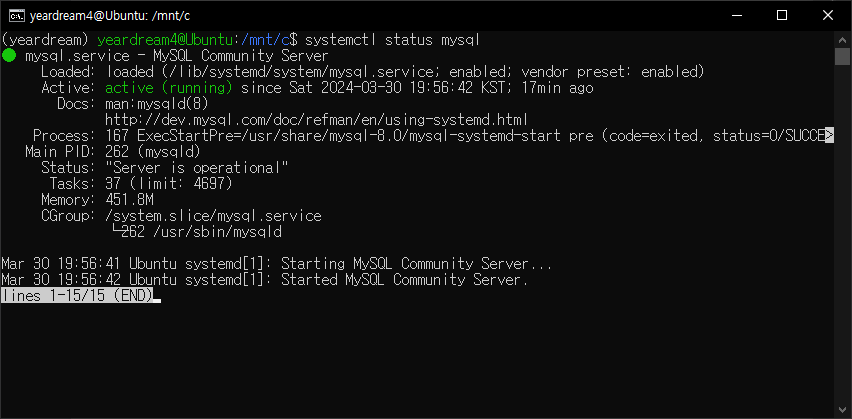 yeardream4@Ubuntu: /mnt/c
(yeardream) yeardream4@Ubuntu:/mnt/c$ systemctl status mysql
● mysql.service - MySQL Community Server
     Loaded: loaded (/lib/systemd/system/mysql.service; enabled; vendor preset: enabled)
     Active: active (running) since Sat 2024-03-30 19:56:42 KST; 17min ago
       Docs: man:mysqld(8)
             http://dev.mysql.com/doc/refman/en/using-systemd.html
    Process: 167 ExecStartPre=/usr/share/mysql-8.0/mysql-systemd-start pre (code=exited, status=0/SUCCE>
   Main PID: 262 (mysqld)
     Status: "Server is operational"
      Tasks: 37 (limit: 4697)
     Memory: 451.8M
     CGroup: /system.slice/mysql.service
             └─262 /usr/sbin/mysqld
Mar 30 19:56:41 Ubuntu systemd[1]: Starting MySQL Community Server...
Mar 30 19:56:42 Ubuntu systemd[1]: Started MySQL Community Server.
lines 1-15/15 (END)